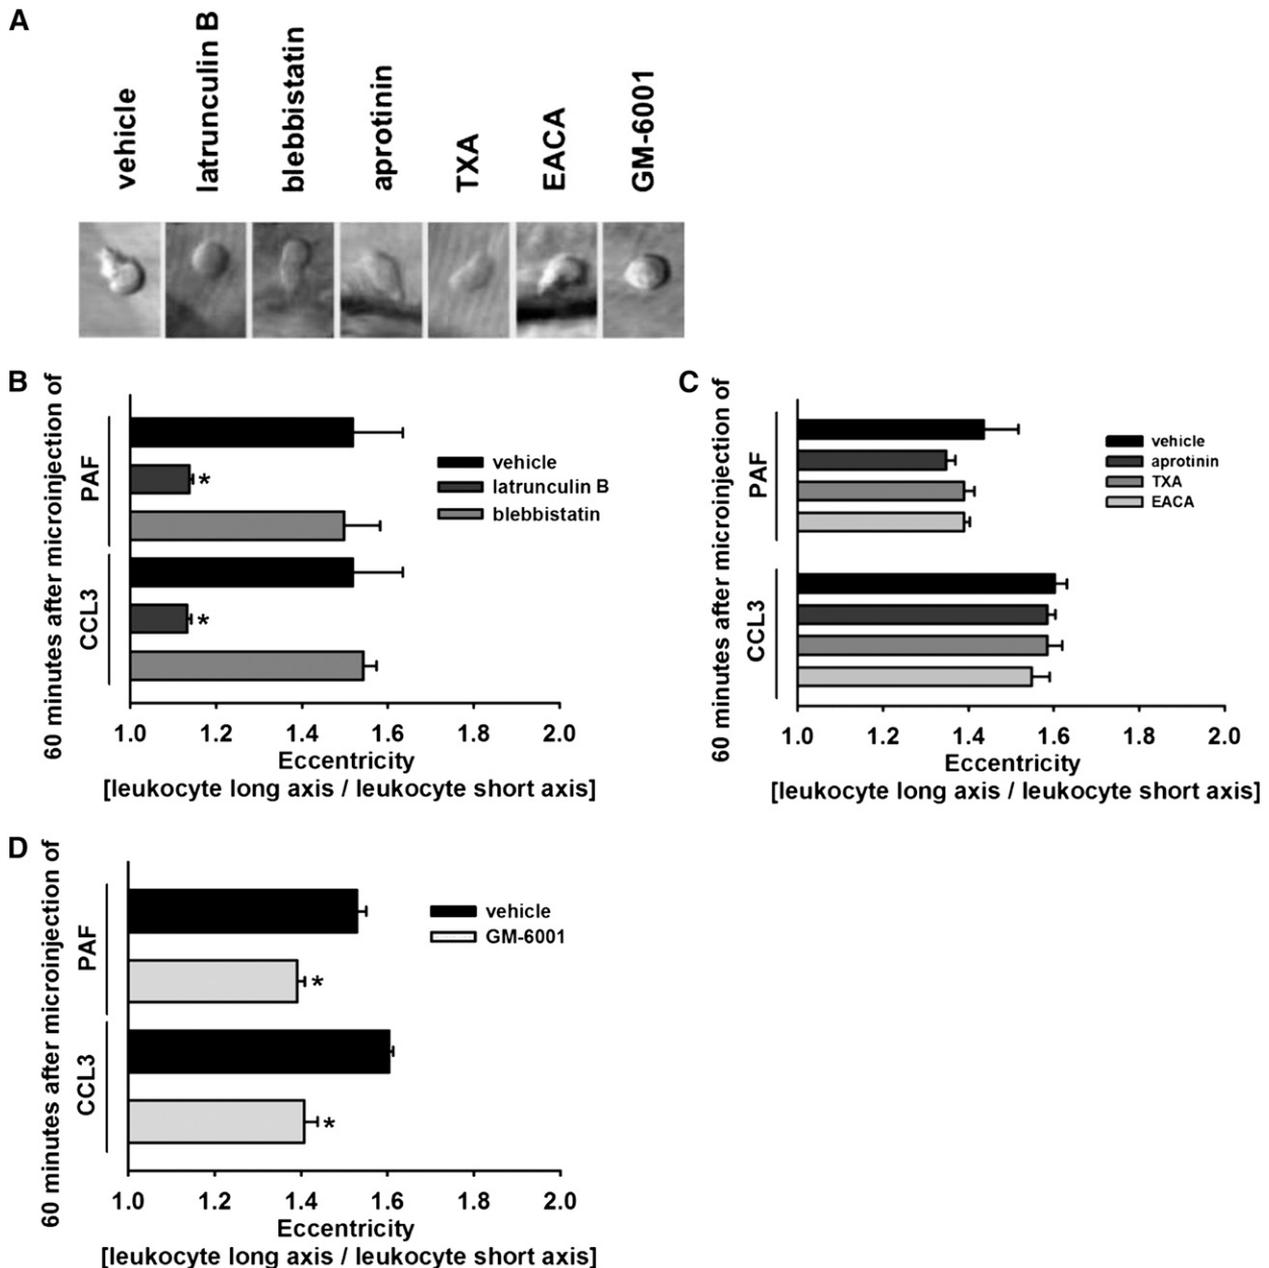 A
vehicle
latrunculin B
blebbistatin
aprotinin
TXA
EACA
GM-6001
B
60 minutes after microinjection of
PAF
CCL3
vehicle
latrunculin B
blebbistatin
*
*
1.0 1.2 1.4 1.6 1.8 2.0
Eccentricity
[leukocyte long axis / leukocyte short axis]
C
60 minutes after microinjection of
PAF
CCL3
vehicle
aprotinin
TXA
EACA
1.0 1.2 1.4 1.6 1.8 2.0
Eccentricity
[leukocyte long axis / leukocyte short axis]
D
60 minutes after microinjection of
PAF
CCL3
vehicle
GM-6001
*
*
1.0 1.2 1.4 1.6 1.8 2.0
Eccentricity
[leukocyte long axis / leukocyte short axis]